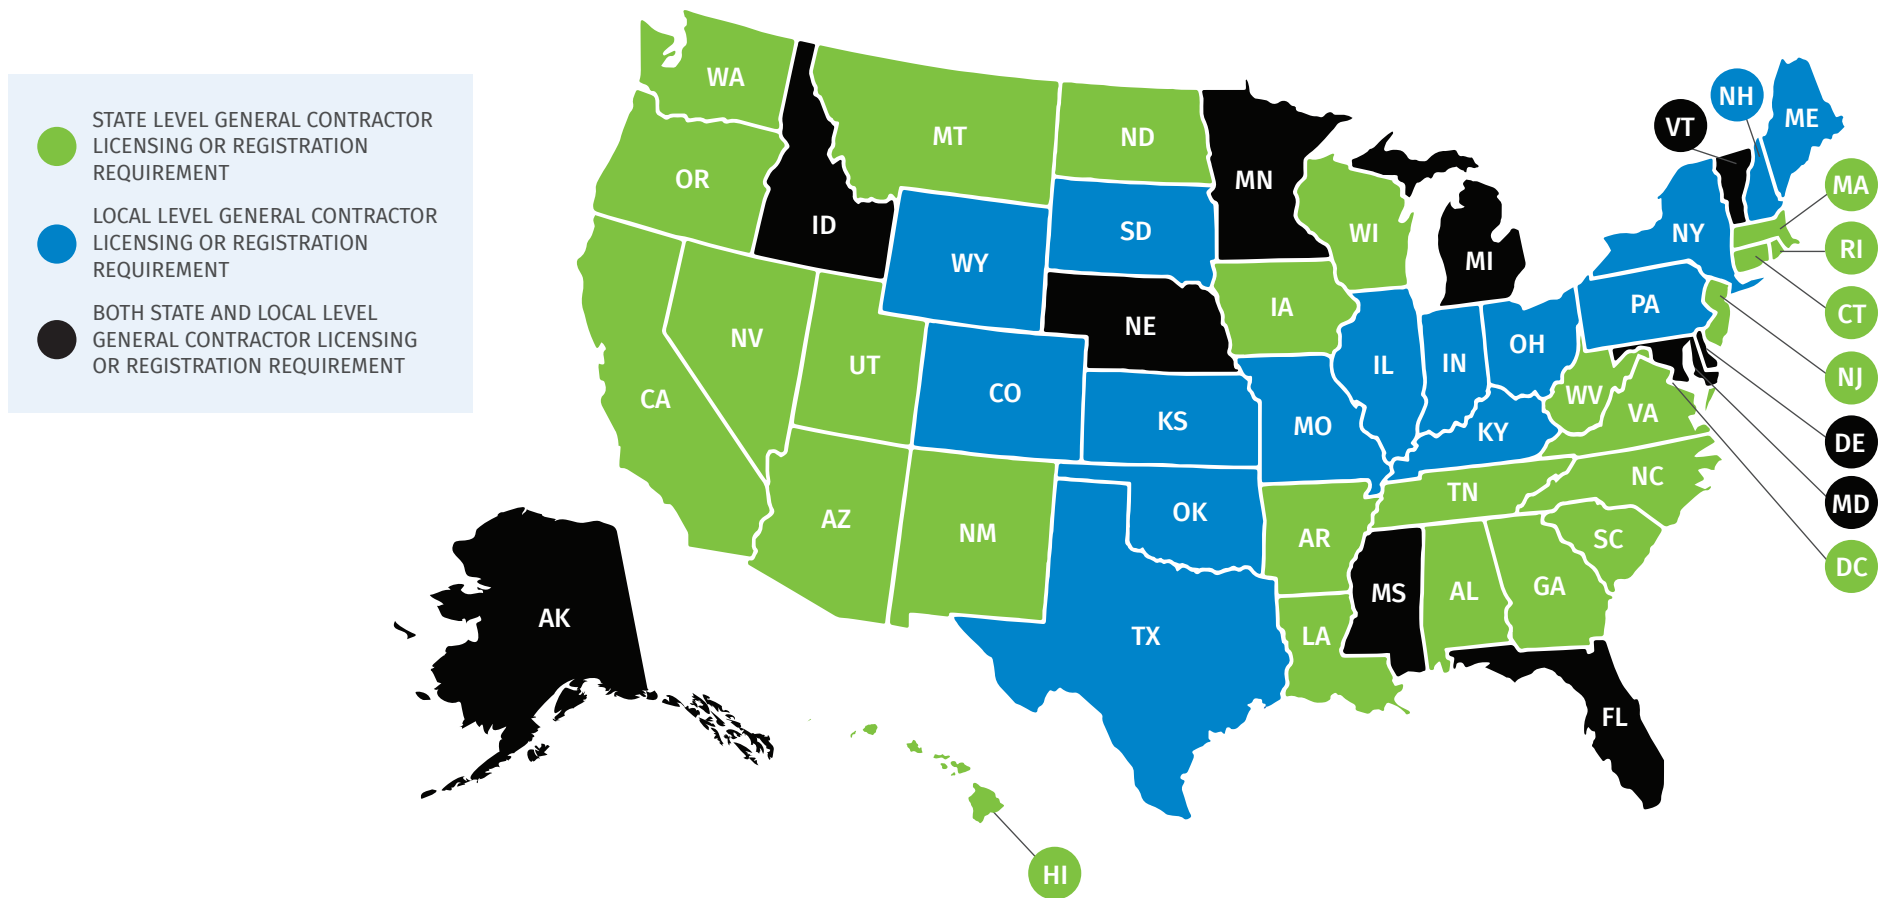 STATE LEVEL GENERAL CONTRACTOR
LICENSING OR REGISTRATION
REQUIREMENT
LOCAL LEVEL GENERAL CONTRACTOR
LICENSING OR REGISTRATION
REQUIREMENT
BOTH STATE AND LOCAL LEVEL
GENERAL CONTRACTOR LICENSING
OR REGISTRATION REQUIREMENT
WA
OR
CA
NV
ID
MT
WY
UT
CO
AZ
NM
ND
SD
NE
KS
OK
TX
MN
IA
MO
AR
LA
WI
IL
MI
IN
OH
KY
TN
MS
AL
GA
FL
SC
NC
VA
WV
PA
NY
VT
NH
ME
MA
RI
CT
NJ
DE
MD
DC
AK
HI